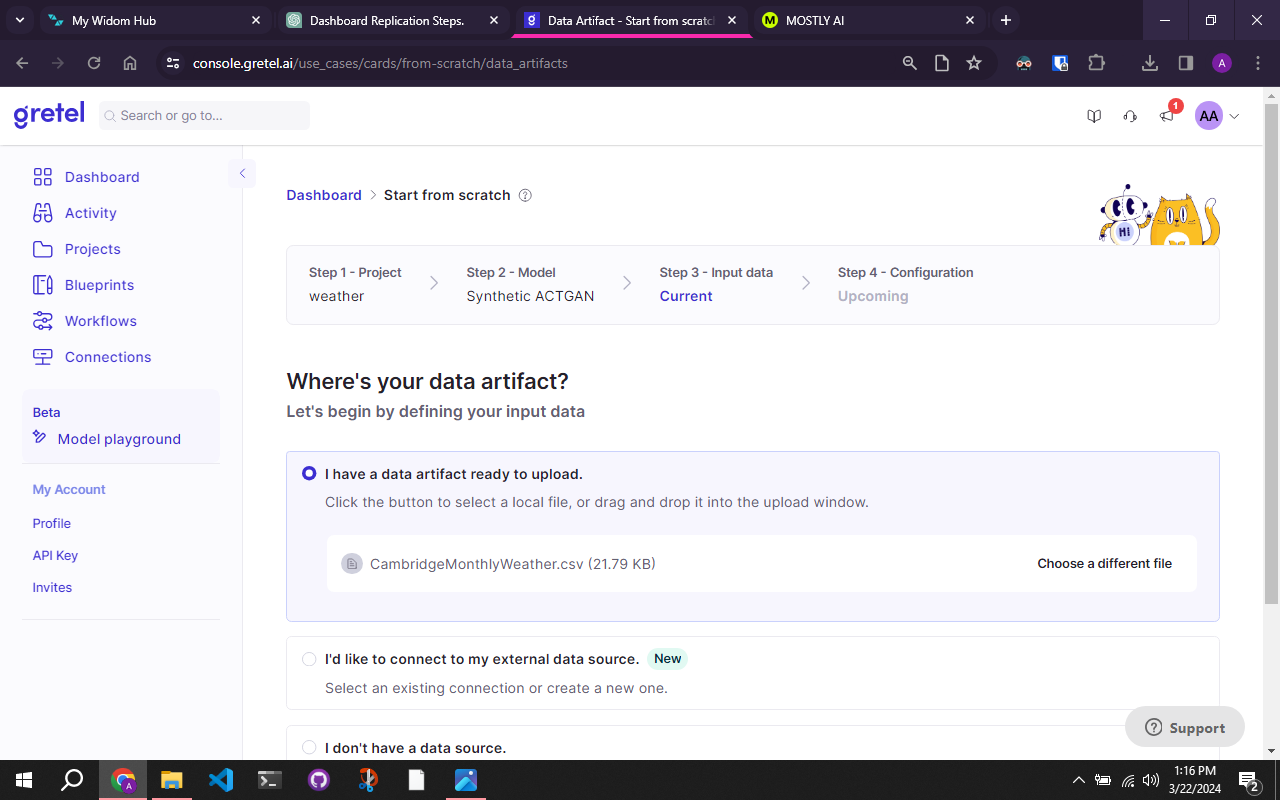 My Widom Hub
Dashboard Replication Steps.
Data Artifact - Start from scratc
MOSTLY AI
console.gretel.ai/use_cases/cards/from-scratch/data_artifacts
A
gretel
Search or go to...
1
AA
Dashboard
Activity
Projects
Blueprints
Workflows
Connections
Beta
Model playground
My Account
Profile
API Key
Invites
Dashboard > Start from scratch
HI
Step 1 - Project
weather
Step 2 - Model
Synthetic ACTGAN
Step 3 - Input data
Current
Step 4 - Configuration
Upcoming
Where's your data artifact?
Let's begin by defining your input data
I have a data artifact ready to upload.
Click the button to select a local file, or drag and drop it into the upload window.
CambridgeMonthlyWeather.csv (21.79 KB)
Choose a different file
I'd like to connect to my external data source. New
Select an existing connection or create a new one.
I don't have a data source.
Support
1:16 PM
3/22/2024
2